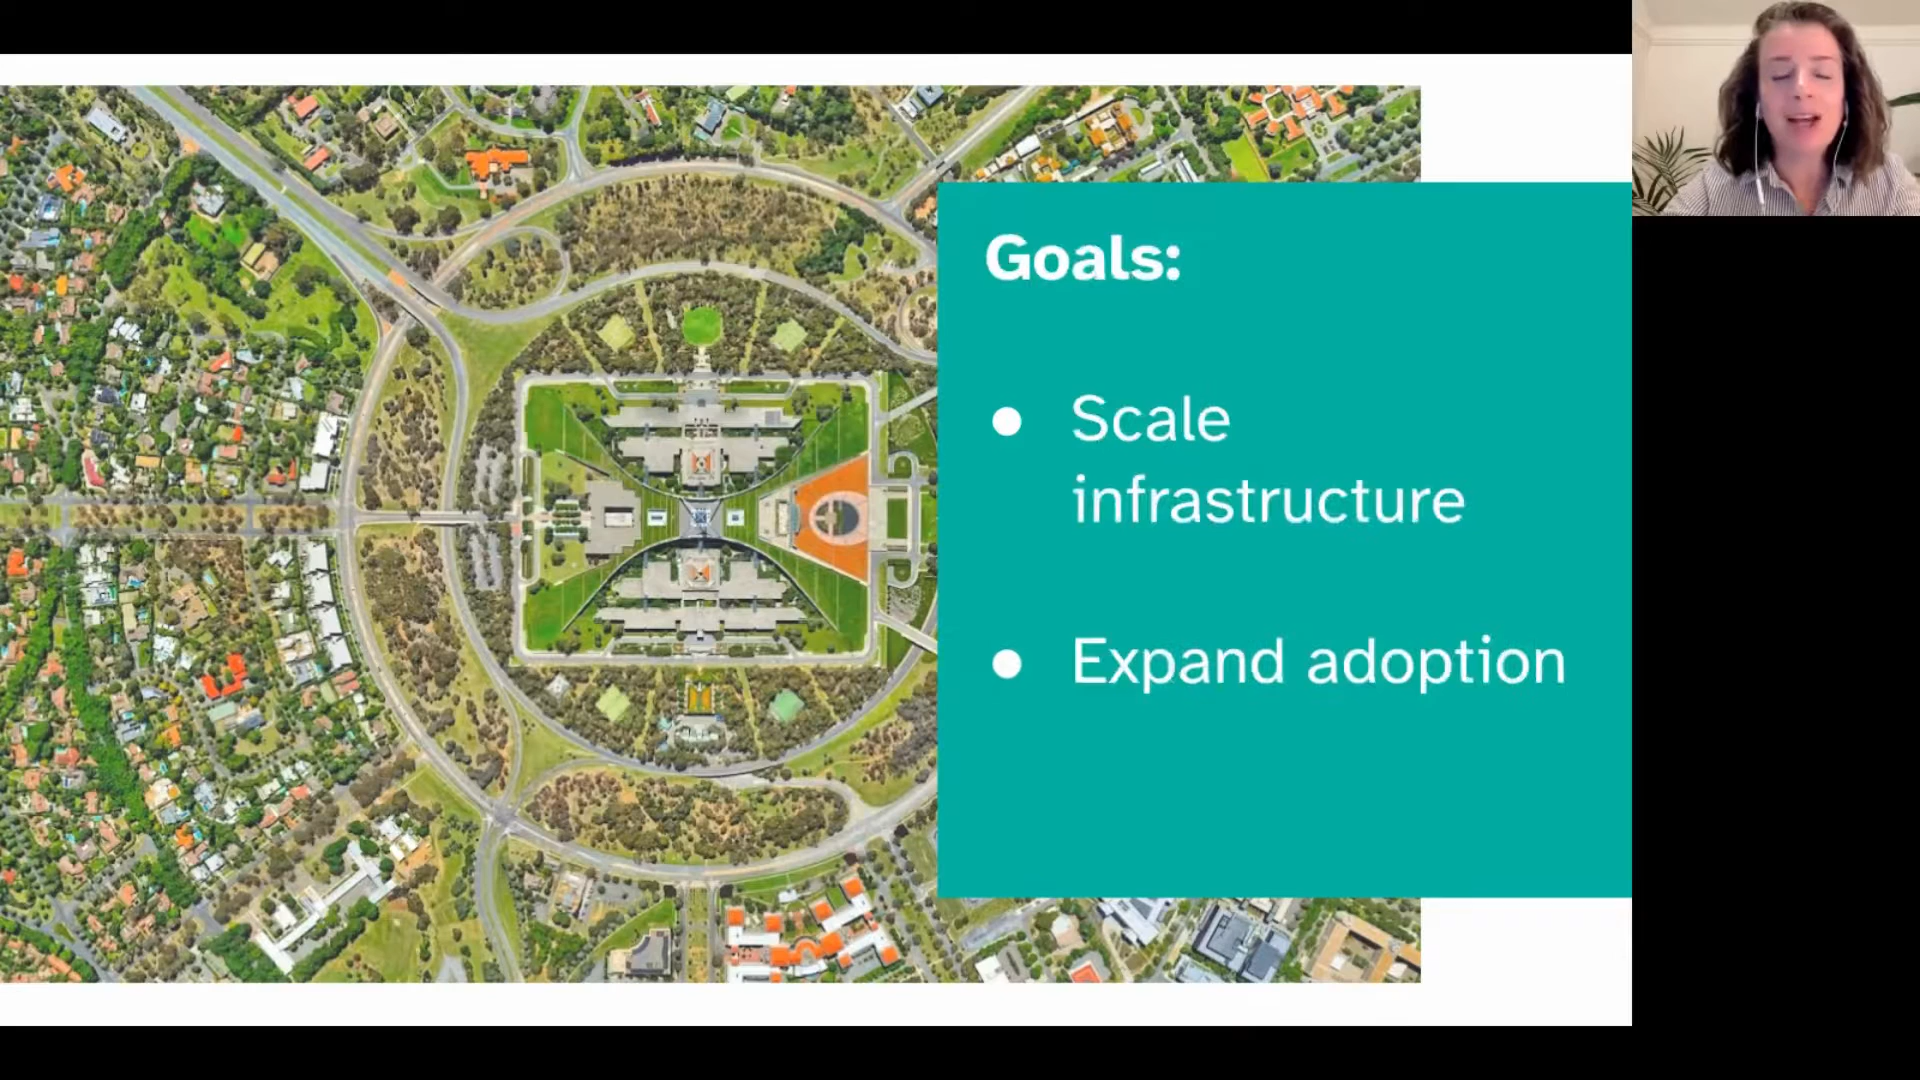 Goals:
● Scale
infrastructure
● Expand adoption